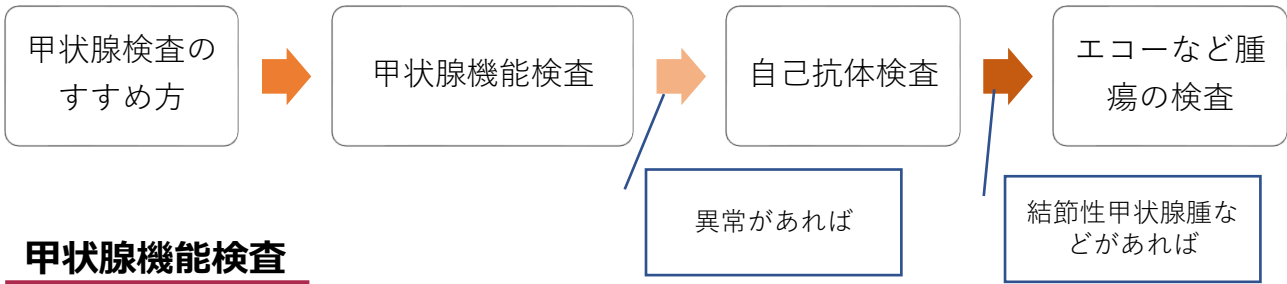 甲状腺検査の
すすめ方
甲状腺機能検査
自己抗体検査
エコーなど腫
瘍の検査
異常があれば
結節性甲状腺腫な
どがあれば
甲状腺機能検査